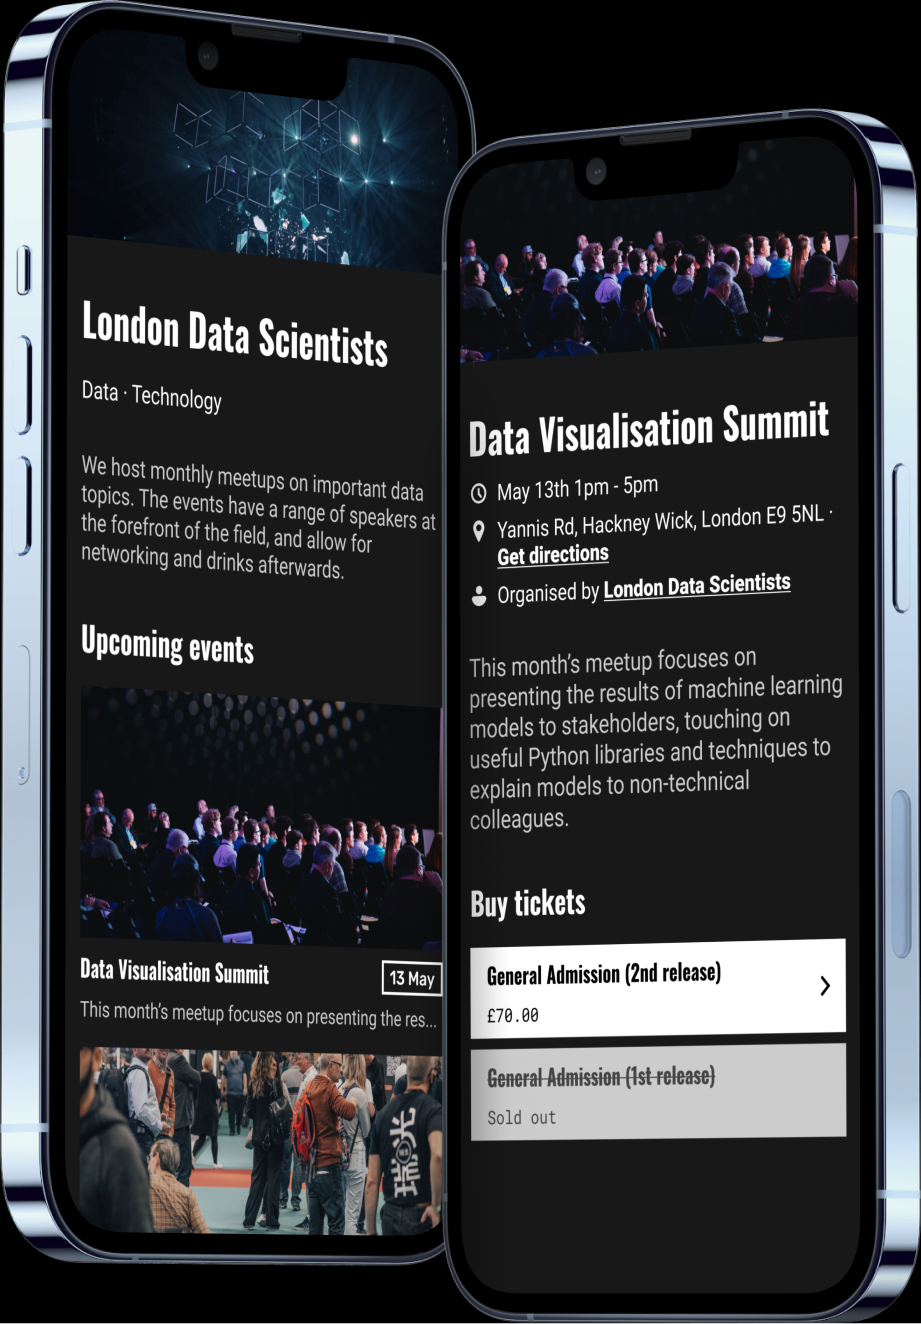 London Data Scientists
Data · Technology
We host monthly meetups on important data
topics. The events have a range of speakers at
the forefront of the field, and allow for
networking and drinks afterwards.
Upcoming events
Data Visualisation Summit
13 May
This month's meetup focuses on presenting the res...
瑞光
Data Visualisation Summit
May 13th 1pm - 5pm
Yannis Rd, Hackney Wick, London E9 5NL ·
Get directions
Organised by London Data Scientists
This month's meetup focuses on
presenting the results of machine learning
models to stakeholders, touching on
useful Python libraries and techniques to
explain models to non-technical
colleagues.
Buy tickets
General Admission (2nd release)
£70.00
General Admission (1st release)
Sold out